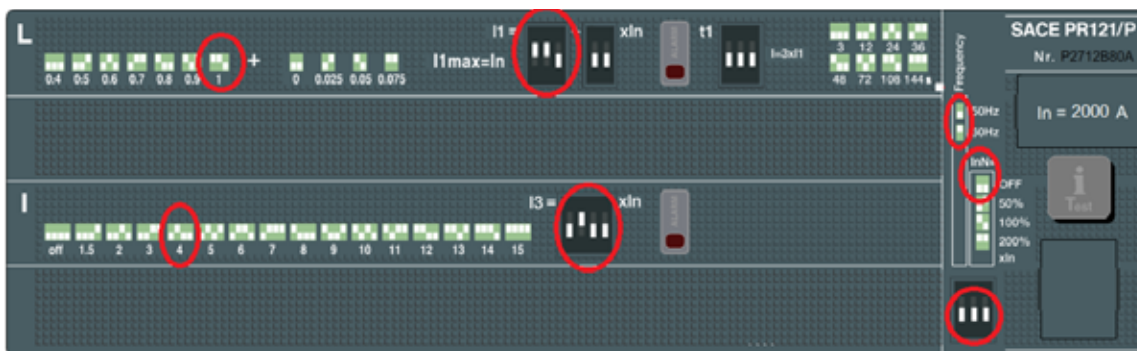 L
I1 = + xIn
t1
SACE PR121/P
Nr. P2712B80A
+
I1max=In
ALARM
I=3xI1
3 12 24 36
0.4 0.5 0.6 0.7 0.8 0.9 1
0 0.025 0.05 0.075
48 72 108 144 s
Frequency
50Hz
60Hz
In = 2000 A
InN=
OFF
50%
100%
200%
xIn
i
Test
I
I3 = xIn
ALARM
off 1.5 2 3 4 5 6 7 8 9 10 11 12 13 14 15